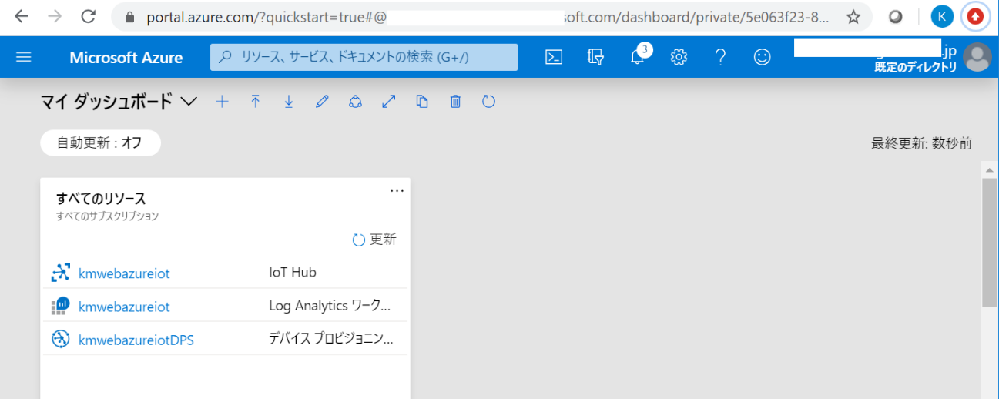 portal.azure.com/?quickstart=true#@ soft.com/dashboard/private/5e063f23-8...
K
Microsoft Azure
リソース、サービス、ドキュメントの検索 (G+/)
3
.jp
既定のディレクトリ
マイ ダッシュボード
自動更新 : オフ
最終更新: 数秒前
すべてのリソース
すべてのサブスクリプション
更新
kmwebazureiot IoT Hub
kmwebazureiot Log Analytics ワーク...
kmwebazureiotDPS デバイス プロビジョニン...